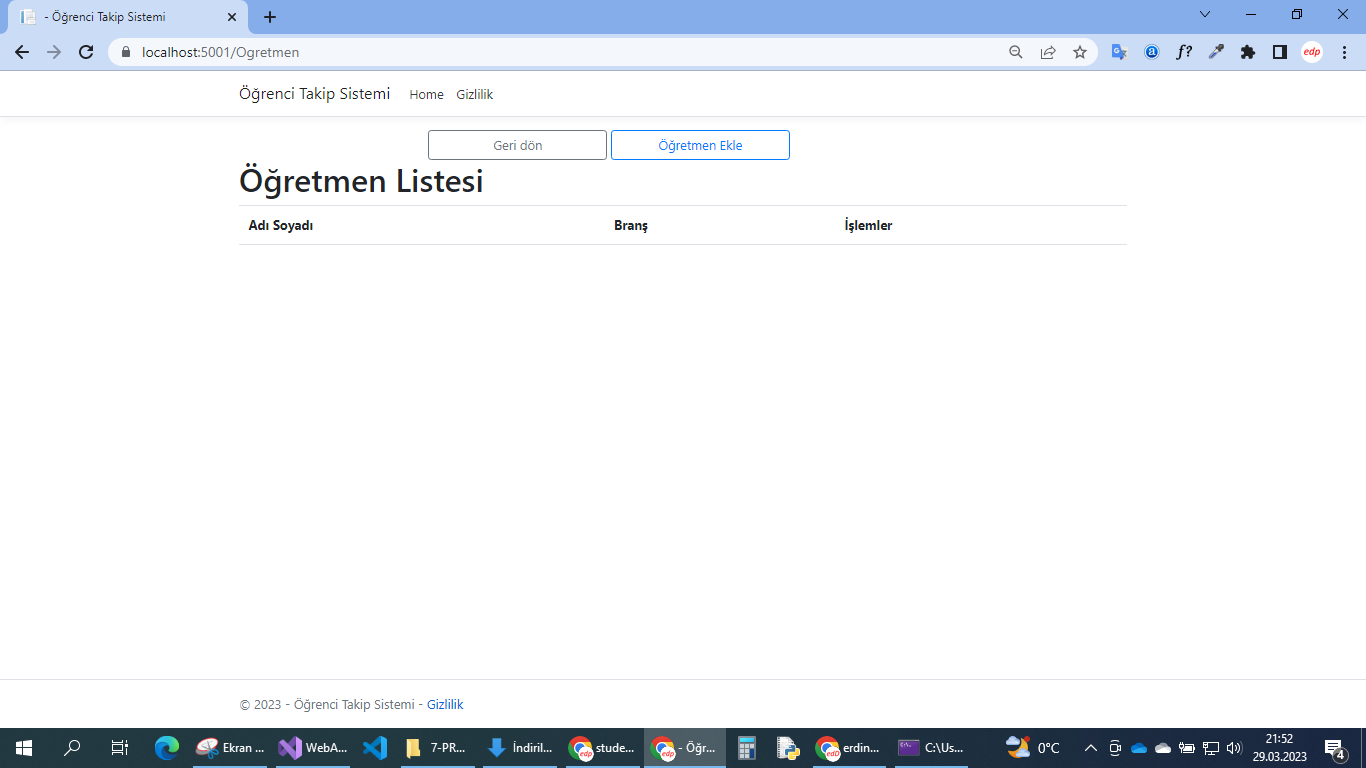 - Öğrenci Takip Sistemi
localhost:5001/Ogretmen
a
f?
edp
Öğrenci Takip Sistemi Home Gizlilik
Geri dön Öğretmen Ekle
Öğretmen Listesi
Adı Soyadı Branş İşlemler
© 2023 - Öğrenci Takip Sistemi - Gizlilik
Ekran ... WebA... 7-PR... İndiril... stude... - Öğr... erdin... C:\Us... 0°C 21:52
29.03.2023 4